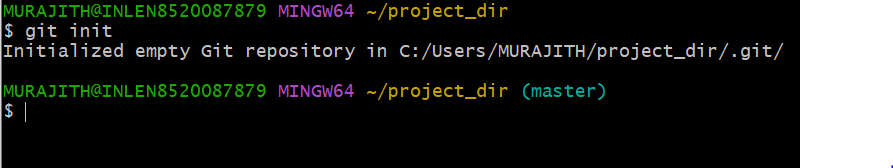 MURAJITH@INLEN8520087879 MINGW64 ~/project_dir
$ git init
Initialized empty Git repository in C:/Users/MURAJITH/project_dir/.git/
MURAJITH@INLEN8520087879 MINGW64 ~/project_dir (master)
$